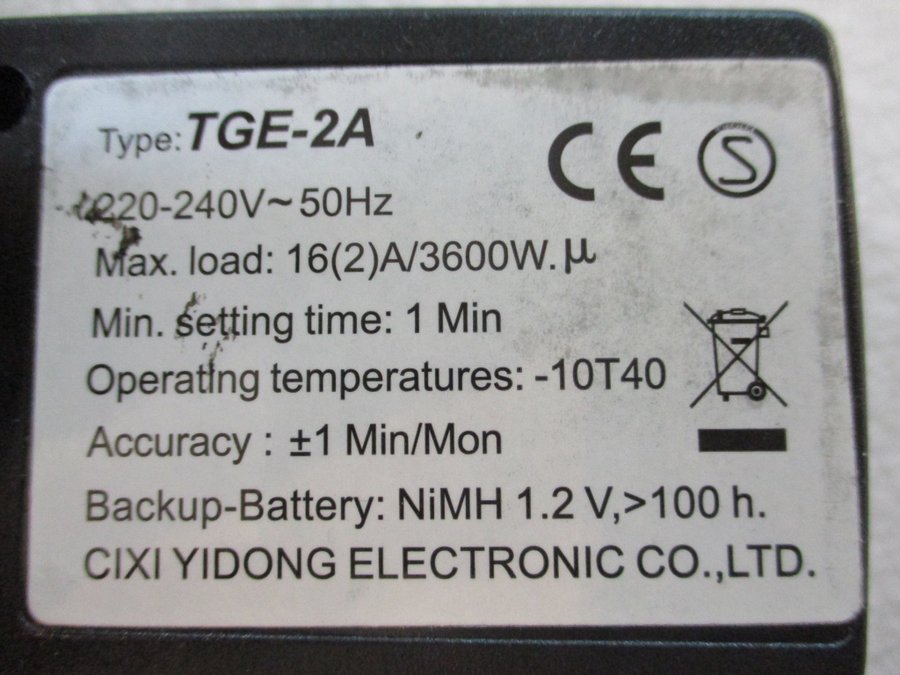 Type: TGE-2A
CE S
220-240V~50Hz
Max. load: 16(2)A/3600W.μ
Min. setting time: 1 Min
Operating temperatures: -10T40
Accuracy : ±1 Min/Mon
Backup-Battery: NiMH 1.2 V,>100 h.
CIXI YIDONG ELECTRONIC CO.,LTD.